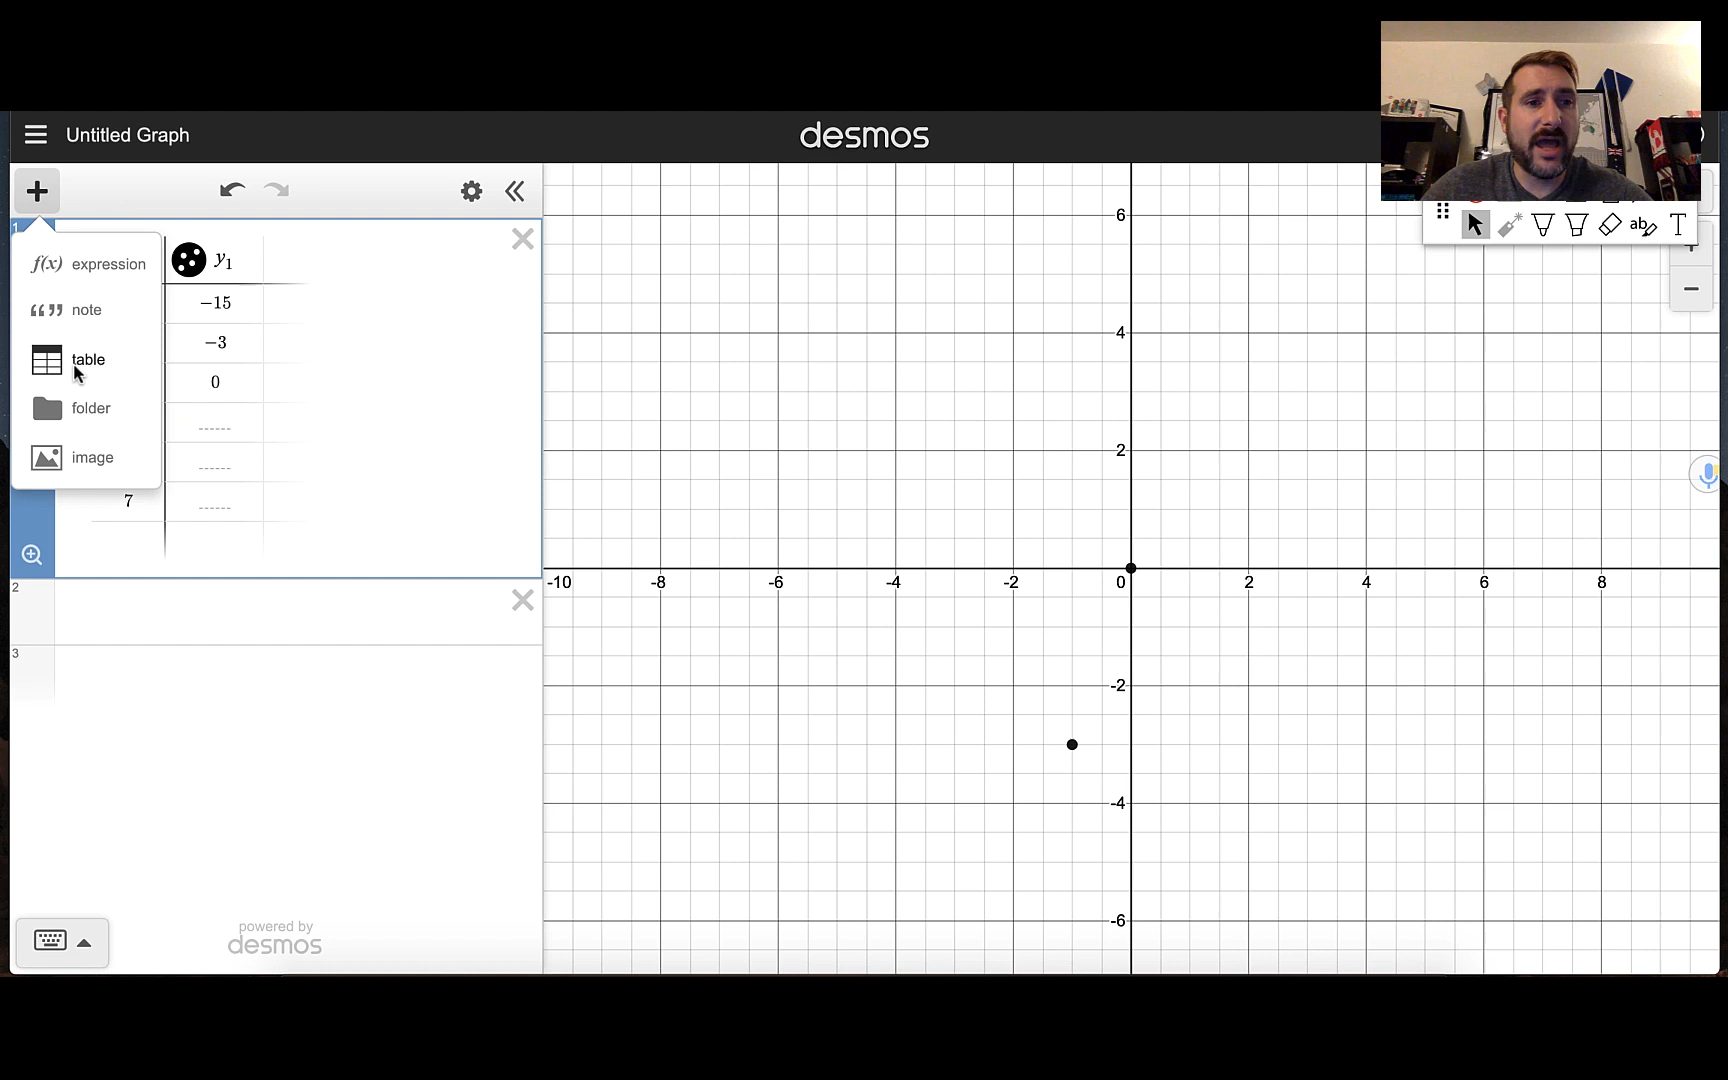 Untitled Graph
desmos
1
f(x) expression
note
table
folder
image
y₁
−15
−3
0
7
2
3
powered by
desmos
6
4
2
-10 -8 -6 -4 -2 0 2 4 6 8
-2
-4
-6
ab
T